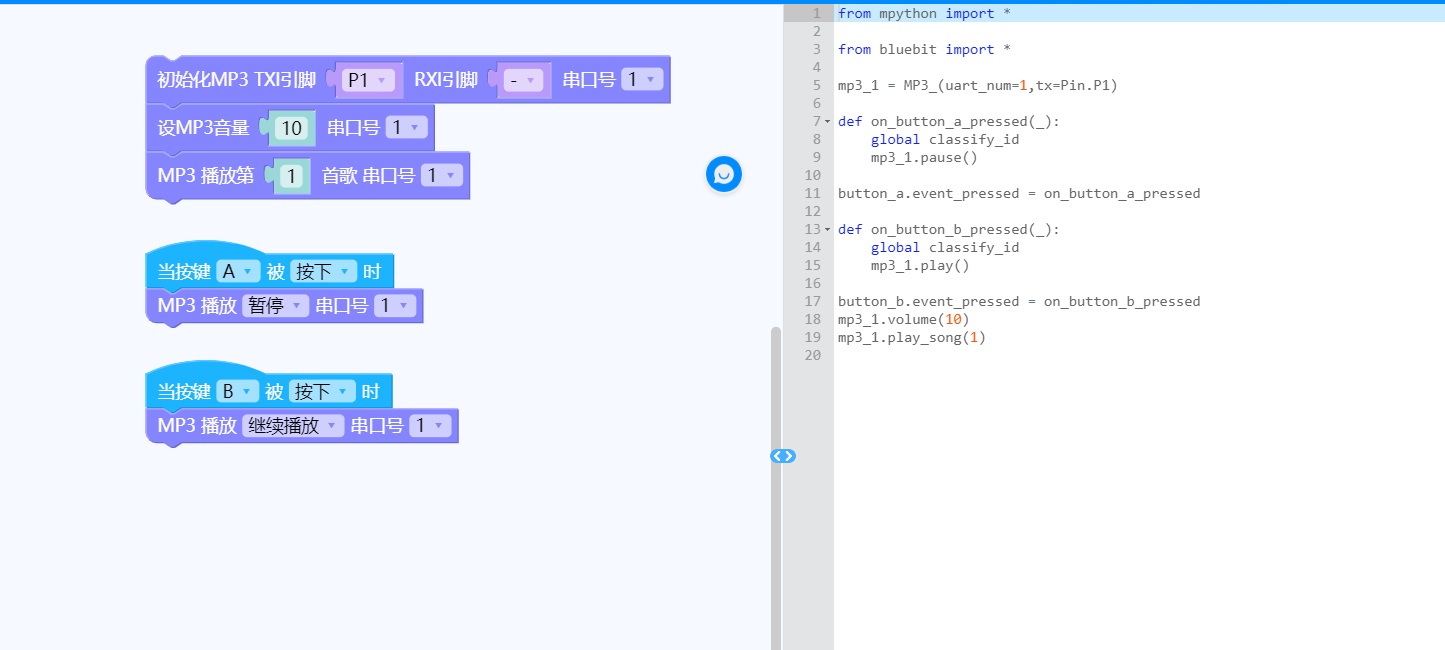 初始化MP3 TX引脚 P1 RX引脚 - 串口号 1
设MP3音量 10 串口号 1
MP3 播放第 1 首歌 串口号 1
当按键 A 被 按下 时
MP3 播放 暂停 串口号 1
当按键 B 被 按下 时
MP3 播放 继续播放 串口号 1
1 from mpython import *
2
3 from bluebit import *
4
5 mp3_1 = MP3_(uart_num=1,tx=Pin.P1)
6
7 def on_button_a_pressed(_):
8     global classify_id
9     mp3_1.pause()
10
11 button_a.event_pressed = on_button_a_pressed
12
13 def on_button_b_pressed(_):
14     global classify_id
15     mp3_1.play()
16
17 button_b.event_pressed = on_button_b_pressed
18 mp3_1.volume(10)
19 mp3_1.play_song(1)
20